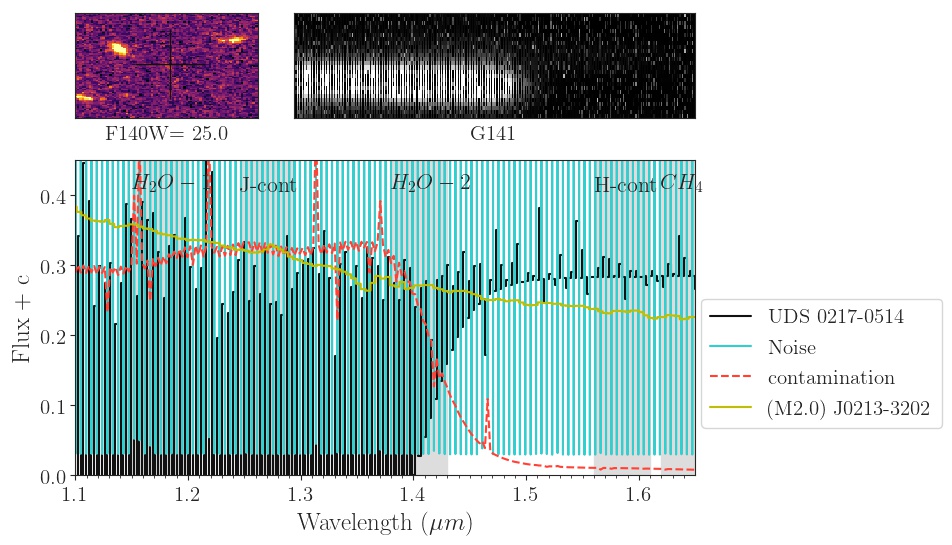 F140W= 25.0
G141
H₂O − 1 J-cont H₂O − 2 H-cont CH₄
0.4
0.3
0.2
0.1
0.0
Flux + c
1.1 1.2 1.3 1.4 1.5 1.6
Wavelength (μm)
UDS 0217-0514
Noise
contamination
(M2.0) J0213-3202